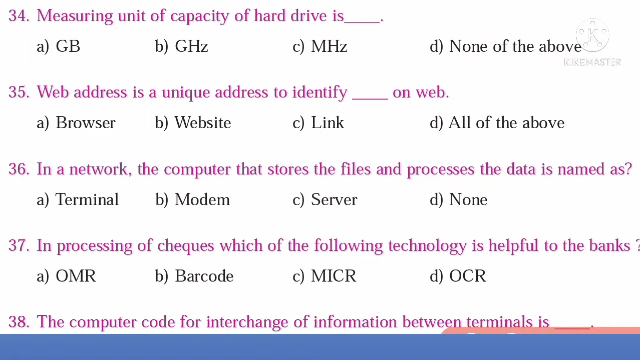 34. Measuring unit of capacity of hard drive is____.
a) GB b) GHz c) MHz d) None of the above
KINEMASTER
35. Web address is a unique address to identify ____ on web.
a) Browser b) Website c) Link d) All of the above
36. In a network, the computer that stores the files and processes the data is named as?
a) Terminal b) Modem c) Server d) None
37. In processing of cheques which of the following technology is helpful to the banks ?
a) OMR b) Barcode c) MICR d) OCR
38. The computer code for interchange of information between terminals is ____.